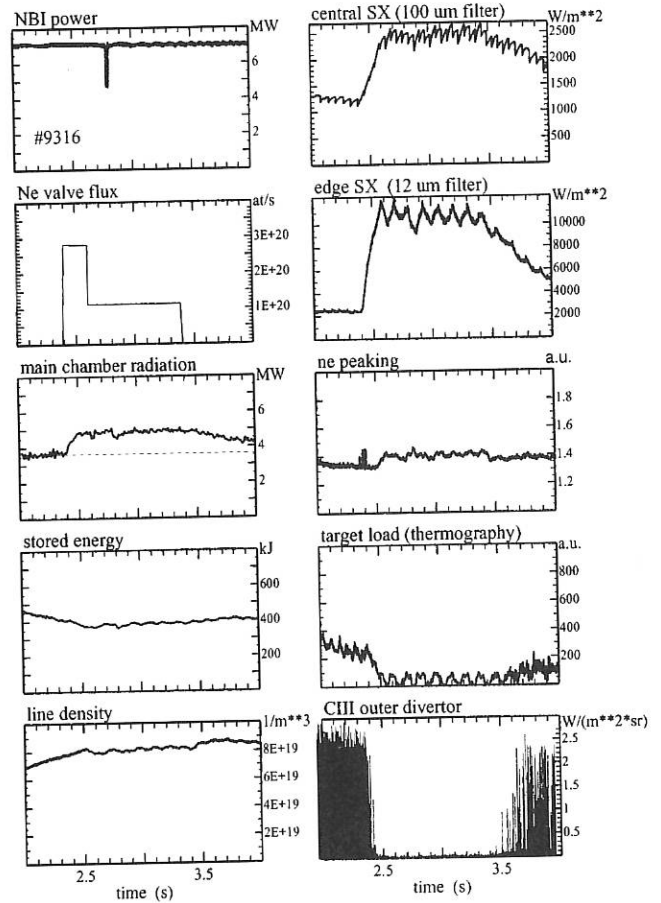 NBI power
MW
6
4
2
#9316
Ne valve flux
at/s
3E+20
2E+20
1E+20
main chamber radiation
MW
6
4
2
stored energy
kJ
600
400
200
line density
1/m**3
8E+19
6E+19
4E+19
2E+19
2.5
3.5
time (s)
central SX (100 um filter)
W/m**2
2500
2000
1500
1000
500
edge SX (12 um filter)
W/m**2
10000
8000
6000
4000
2000
ne peaking
a.u.
1.8
1.6
1.4
1.2
target load (thermography)
a.u.
800
600
400
200
CIII outer divertor
W/(m**2*sr)
2.5
2
1.5
1
0.5
2.5
3.5
time (s)